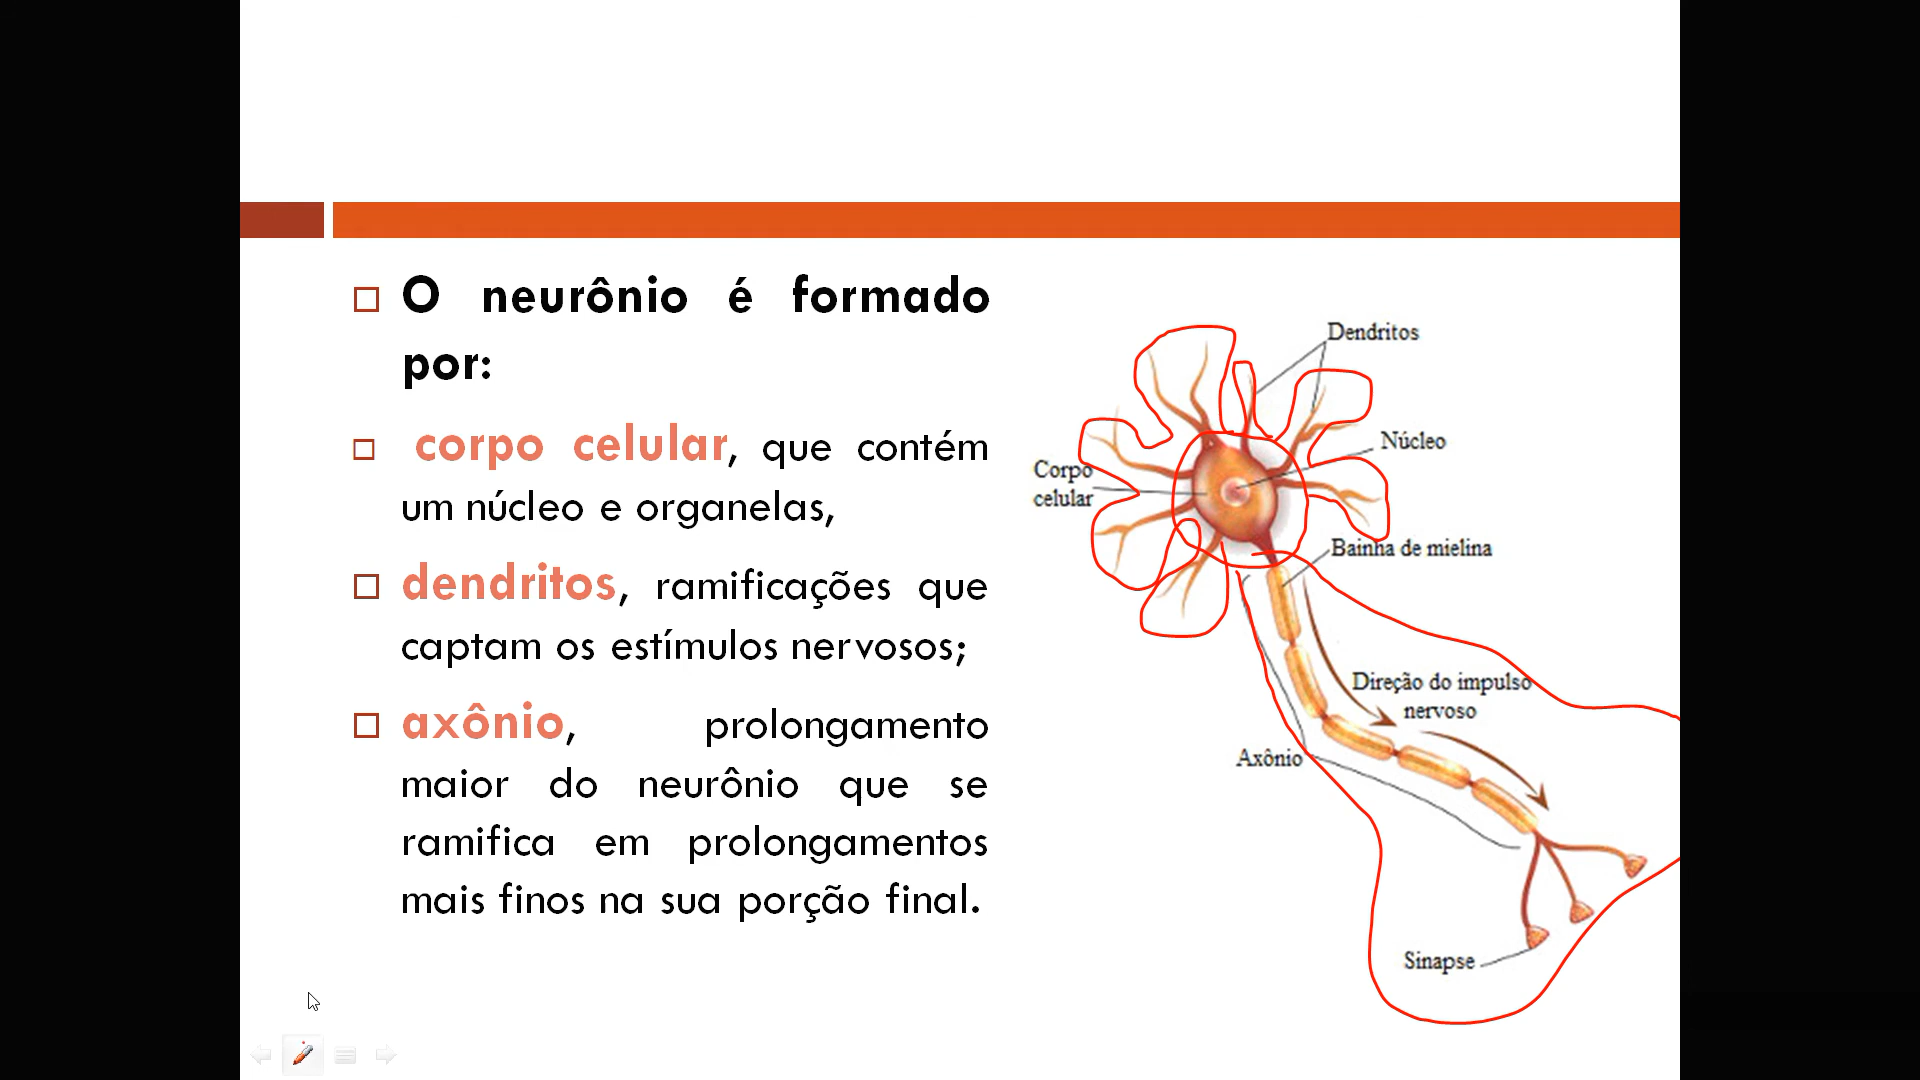 O neurônio é formado
por:
corpo celular, que contém
um núcleo e organelas,
dendritos, ramificações que
captam os estímulos nervosos;
axônio, prolongamento
maior do neurônio que se
ramifica em prolongamentos
mais finos na sua porção final.
Dendritos
Núcleo
Corpo
celular
Bainha de mielina
Direção do impulso
nervoso
Axônio
Sinapse